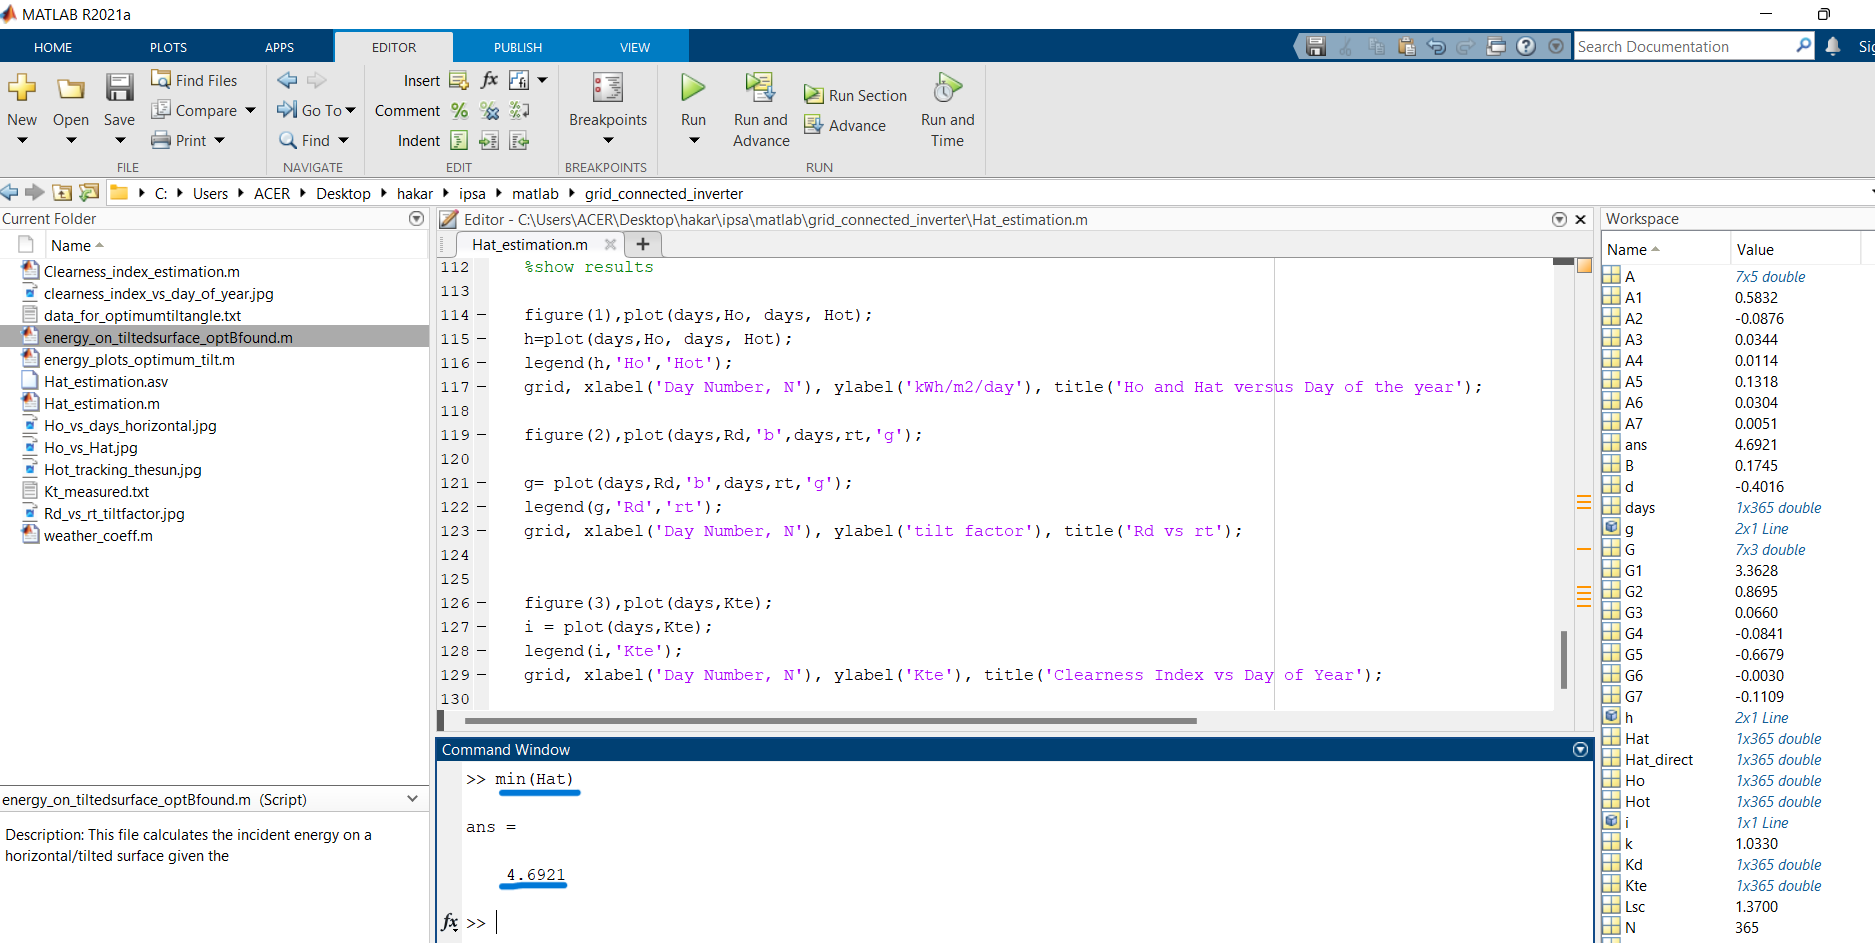 MATLAB R2021a
HOME PLOTS APPS EDITOR PUBLISH VIEW
Search Documentation
New Open Save
Find Files
Compare
Print
FILE
Go To
Find
NAVIGATE
Insert fx
Comment
Indent
EDIT
Breakpoints
BREAKPOINTS
Run
Run and Advance
Run Section
Advance
Run and Time
RUN
C: Users ACER Desktop hakar ipsa matlab grid_connected_inverter
Current Folder
Name
Clearness_index_estimation.m
clearness_index_vs_day_of_year.jpg
data_for_optimumtiltangle.txt
energy_on_tiltedsurface_optBfound.m
energy_plots_optimum_tilt.m
Hat_estimation.asv
Hat_estimation.m
Ho_vs_days_horizontal.jpg
Ho_vs_Hat.jpg
Hot_tracking_thesun.jpg
Kt_measured.txt
Rd_vs_rt_tiltfactor.jpg
weather_coeff.m
energy_on_tiltedsurface_optBfound.m (Script)
Description: This file calculates the incident energy on a
horizontal/tilted surface given the
Editor - C:\Users\ACER\Desktop\hakar\ipsa\matlab\grid_connected_inverter\Hat_estimation.m
Hat_estimation.m
112 %show results
113
114 – figure(1),plot(days,Ho, days, Hot);
115 – h=plot(days,Ho, days, Hot);
116 – legend(h,'Ho','Hot');
117 – grid, xlabel('Day Number, N'), ylabel('kWh/m2/day'), title('Ho and Hat versus Day of the year');
118
119 – figure(2),plot(days,Rd,'b',days,rt,'g');
120
121 – g= plot(days,Rd,'b',days,rt,'g');
122 – legend(g,'Rd','rt');
123 – grid, xlabel('Day Number, N'), ylabel('tilt factor'), title('Rd vs rt');
124
125
126 – figure(3),plot(days,Kte);
127 – i = plot(days,Kte);
128 – legend(i,'Kte');
129 – grid, xlabel('Day Number, N'), ylabel('Kte'), title('Clearness Index vs Day of Year');
130
Command Window
>> min(Hat)
ans =
4.6921
fx >>
Workspace
Name Value
A 7x5 double
A1 0.5832
A2 -0.0876
A3 0.0344
A4 0.0114
A5 0.1318
A6 0.0304
A7 0.0051
ans 4.6921
B 0.1745
d -0.4016
days 1x365 double
g 2x1 Line
G 7x3 double
G1 3.3628
G2 0.8695
G3 0.0660
G4 -0.0841
G5 -0.6679
G6 -0.0030
G7 -0.1109
h 2x1 Line
Hat 1x365 double
Hat_direct 1x365 double
Ho 1x365 double
Hot 1x365 double
i 1x1 Line
k 1.0330
Kd 1x365 double
Kte 1x365 double
Lsc 1.3700
N 365